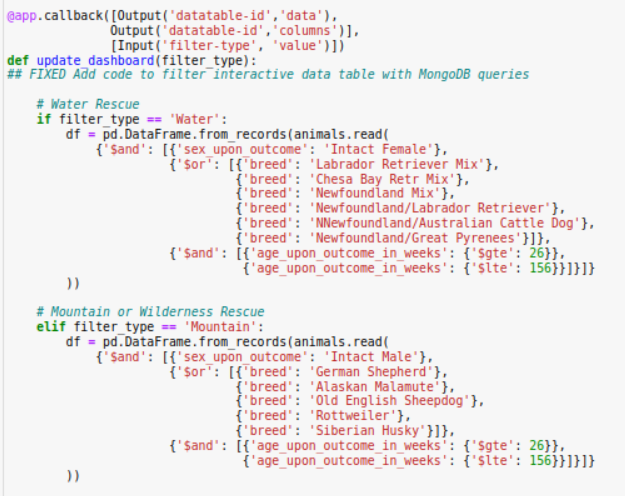 @app.callback([Output('datatable-id','data'),
               Output('datatable-id','columns')],
               [Input('filter-type', 'value')])
def update_dashboard(filter_type):
## FIXED Add code to filter interactive data table with MongoDB queries
    # Water Rescue
    if filter_type == 'Water':
        df = pd.DataFrame.from_records(animals.read(
            {'$and': [{'sex_upon_outcome': 'Intact Female'},
                      {'$or': [{'breed': 'Labrador Retriever Mix'},
                               {'breed': 'Chesa Bay Retr Mix'},
                               {'breed': 'Newfoundland Mix'},
                               {'breed': 'Newfoundland/Labrador Retriever'},
                               {'breed': 'NNewfoundland/Australian Cattle Dog'},
                               {'breed': 'Newfoundland/Great Pyrenees'}]},
                      {'$and': [{'age_upon_outcome_in_weeks': {'$gte': 26}},
                                {'age_upon_outcome_in_weeks': {'$lte': 156}}]}]}
        ))
    # Mountain or Wilderness Rescue
    elif filter_type == 'Mountain':
        df = pd.DataFrame.from_records(animals.read(
            {'$and': [{'sex_upon_outcome': 'Intact Male'},
                      {'$or': [{'breed': 'German Shepherd'},
                               {'breed': 'Alaskan Malamute'},
                               {'breed': 'Old English Sheepdog'},
                               {'breed': 'Rottweiler'},
                               {'breed': 'Siberian Husky'}]},
                      {'$and': [{'age_upon_outcome_in_weeks': {'$gte': 26}},
                                {'age_upon_outcome_in_weeks': {'$lte': 156}}]}]}
        ))